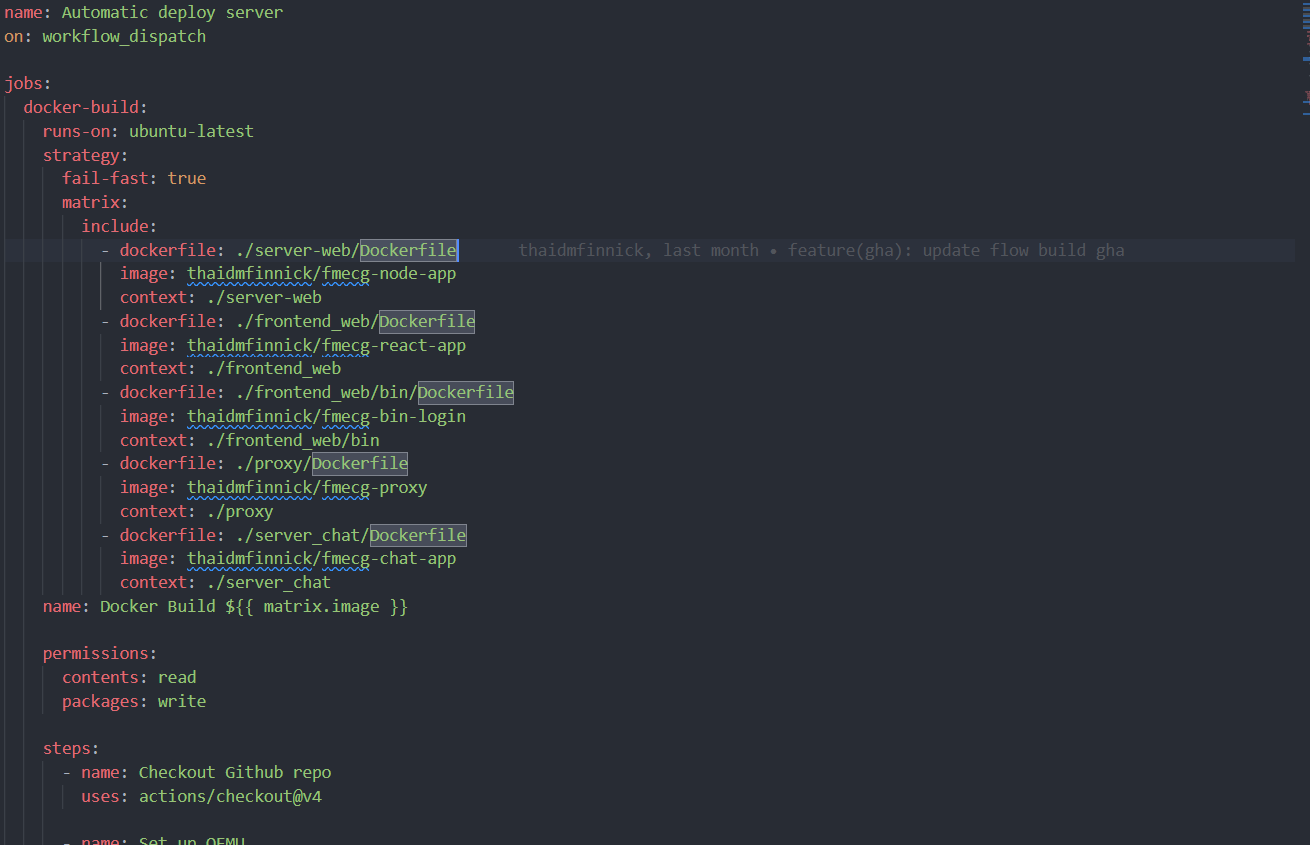 name: Automatic deploy server
on: workflow_dispatch
jobs:
docker-build:
runs-on: ubuntu-latest
strategy:
fail-fast: true
matrix:
include:
- dockerfile: ./server-web/Dockerfile thaidmfinnick, last month • feature(gha): update flow build gha
image: thaidmfinnick/fmecg-node-app
context: ./server-web
- dockerfile: ./frontend_web/Dockerfile
image: thaidmfinnick/fmecg-react-app
context: ./frontend_web
- dockerfile: ./frontend_web/bin/Dockerfile
image: thaidmfinnick/fmecg-bin-login
context: ./frontend_web/bin
- dockerfile: ./proxy/Dockerfile
image: thaidmfinnick/fmecg-proxy
context: ./proxy
- dockerfile: ./server_chat/Dockerfile
image: thaidmfinnick/fmecg-chat-app
context: ./server_chat
name: Docker Build ${{ matrix.image }}
permissions:
contents: read
packages: write
steps:
- name: Checkout Github repo
uses: actions/checkout@v4
- name: Set up QEMU